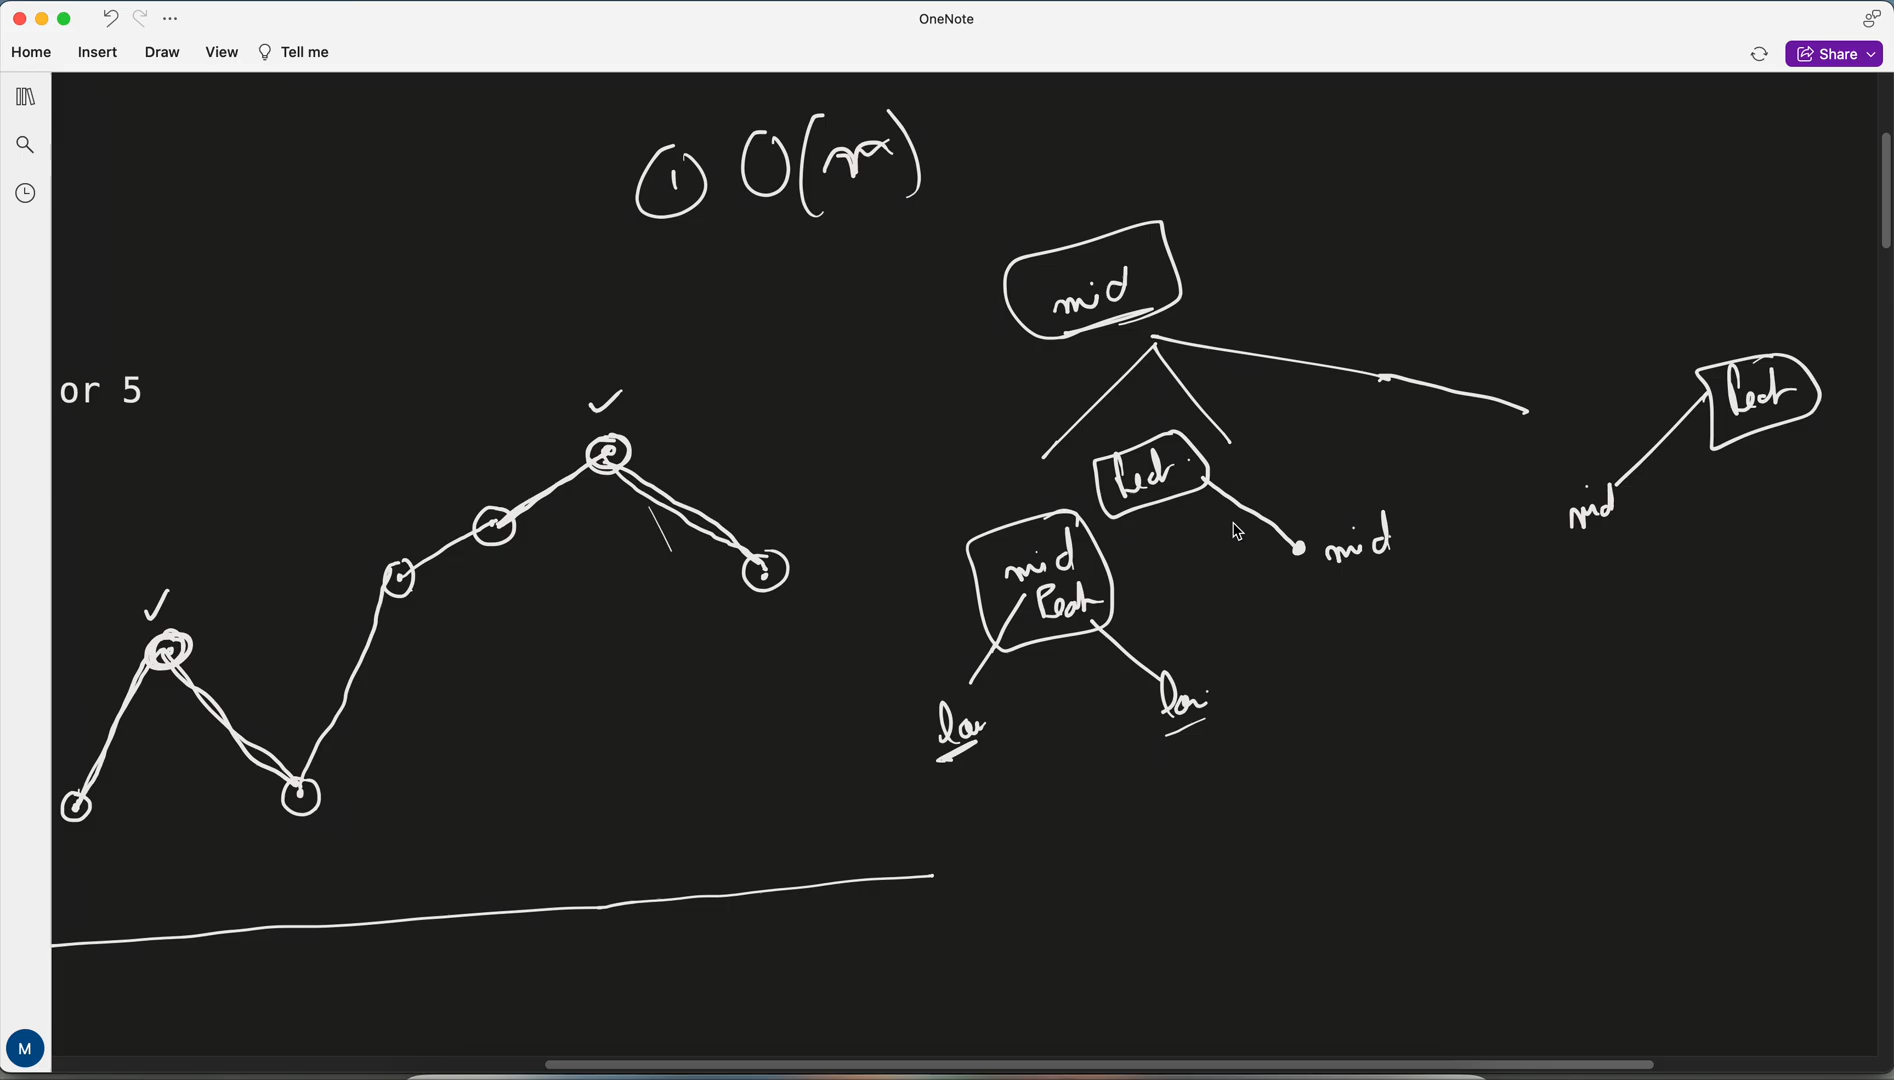 OneNote
Home Insert Draw View Tell me
Share
① O(n)
mid
or 5
Peak
Peak
mid
mid
mid
Peak
low
low
M